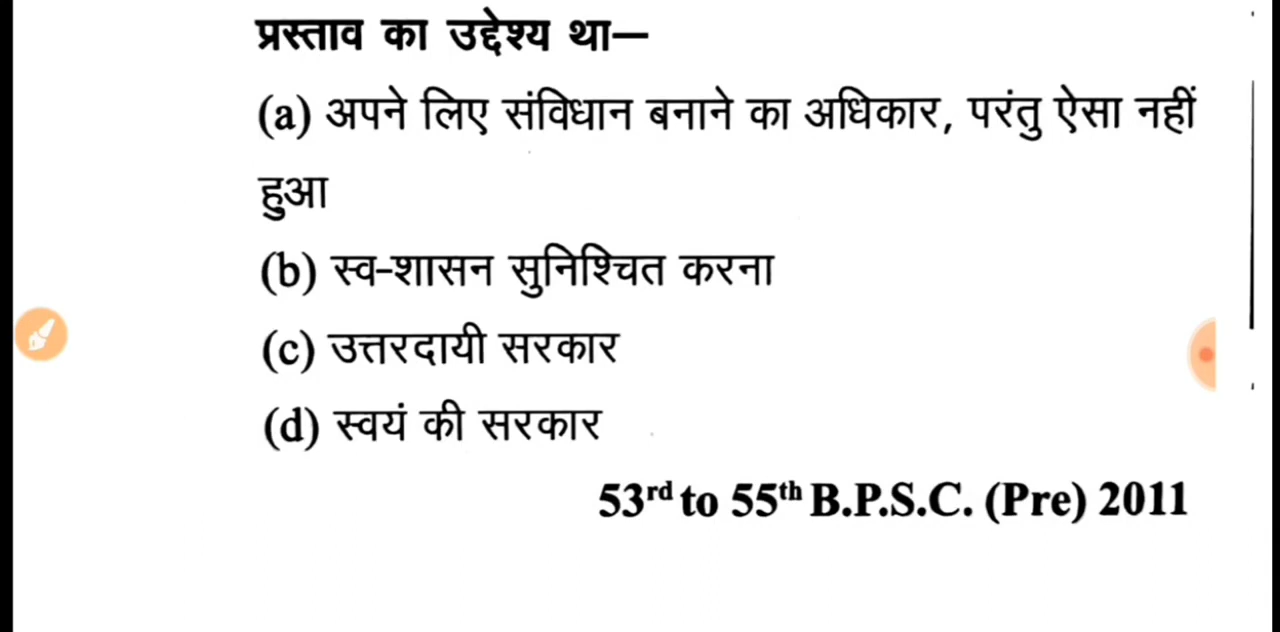 प्रस्ताव का उद्देश्य था—
(a) अपने लिए संविधान बनाने का अधिकार, परंतु ऐसा नहीं
हुआ
(b) स्व-शासन सुनिश्चित करना
(c) उत्तरदायी सरकार
(d) स्वयं की सरकार
53rd to 55th B.P.S.C. (Pre) 2011